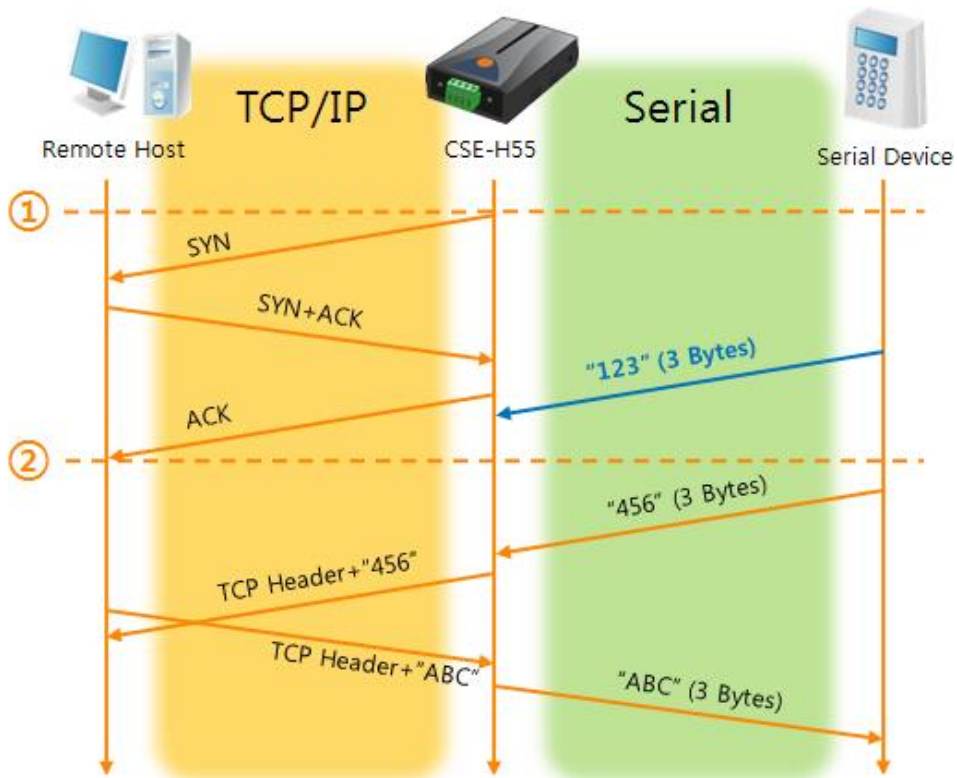 TCP/IP
Serial
Remote Host
CSE-H55
Serial Device
①
SYN
SYN+ACK
"123" (3 Bytes)
ACK
②
"456" (3 Bytes)
TCP Header+"456"
TCP Header+"ABC"
"ABC" (3 Bytes)